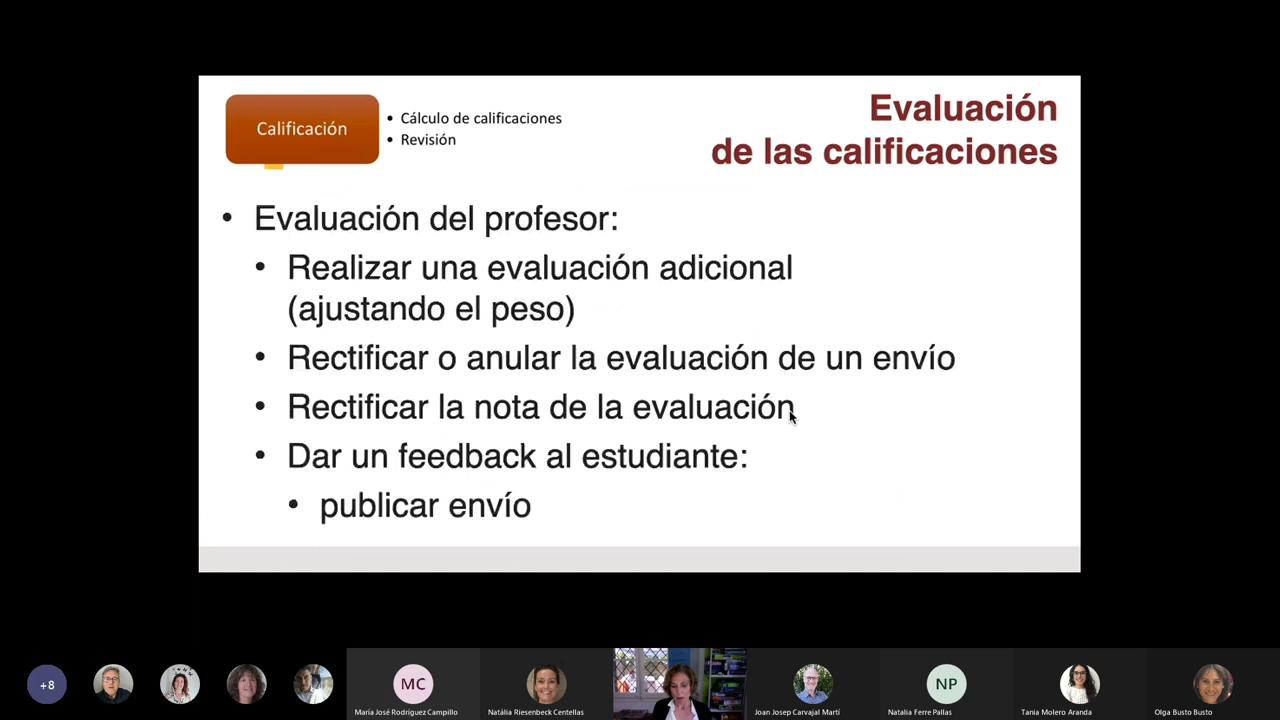 Calificación
• Cálculo de calificaciones
• Revisión
Evaluación
de las calificaciones
• Evaluación del profesor:
• Realizar una evaluación adicional
(ajustando el peso)
• Rectificar o anular la evaluación de un envío
• Rectificar la nota de la evaluación
• Dar un feedback al estudiante:
• publicar envío
+8
MC
María José Rodríguez Campillo
Natàlia Riesenbeck Centellas
Joan Josep Carvajal Martí
NP
Natalia Ferre Pallas
Tania Molero Aranda
Olga Busto Busto